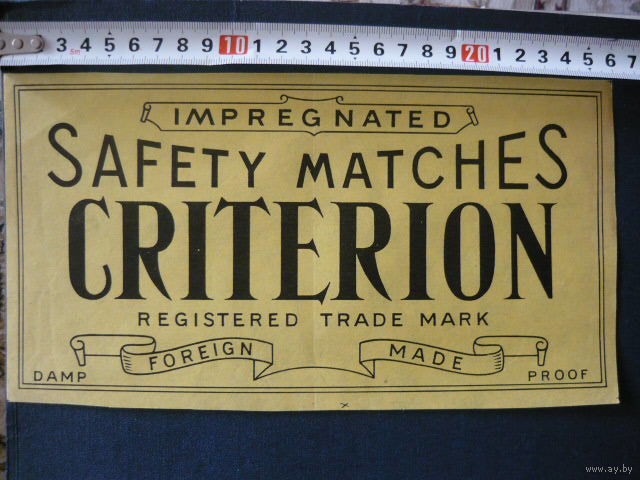 3 4 5 6 7 8 9 10 1 2 3 4 5 6 7 8 9 20 1 2 3 4 5 6 7
5m
IMPREGNATED
SAFETY MATCHES
CRITERION
REGISTERED TRADE MARK
FOREIGN MADE
DAMP PROOF
www.ay.by